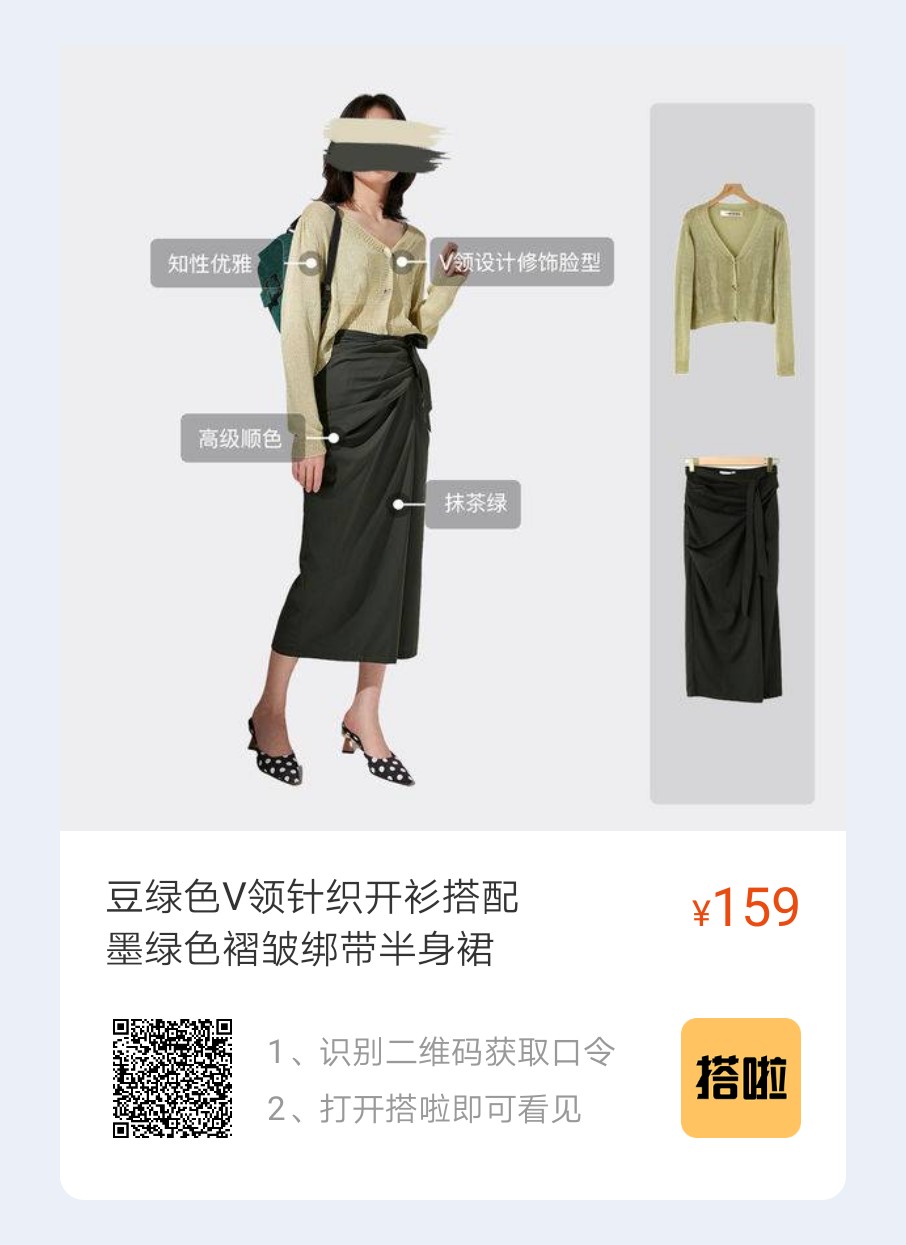 知性优雅
V领设计修饰脸型
高级顺色
抹茶绿
豆绿色V领针织开衫搭配
墨绿色褶皱绑带半身裙
¥159
1、识别二维码获取口令
2、打开搭啦即可看见
搭啦